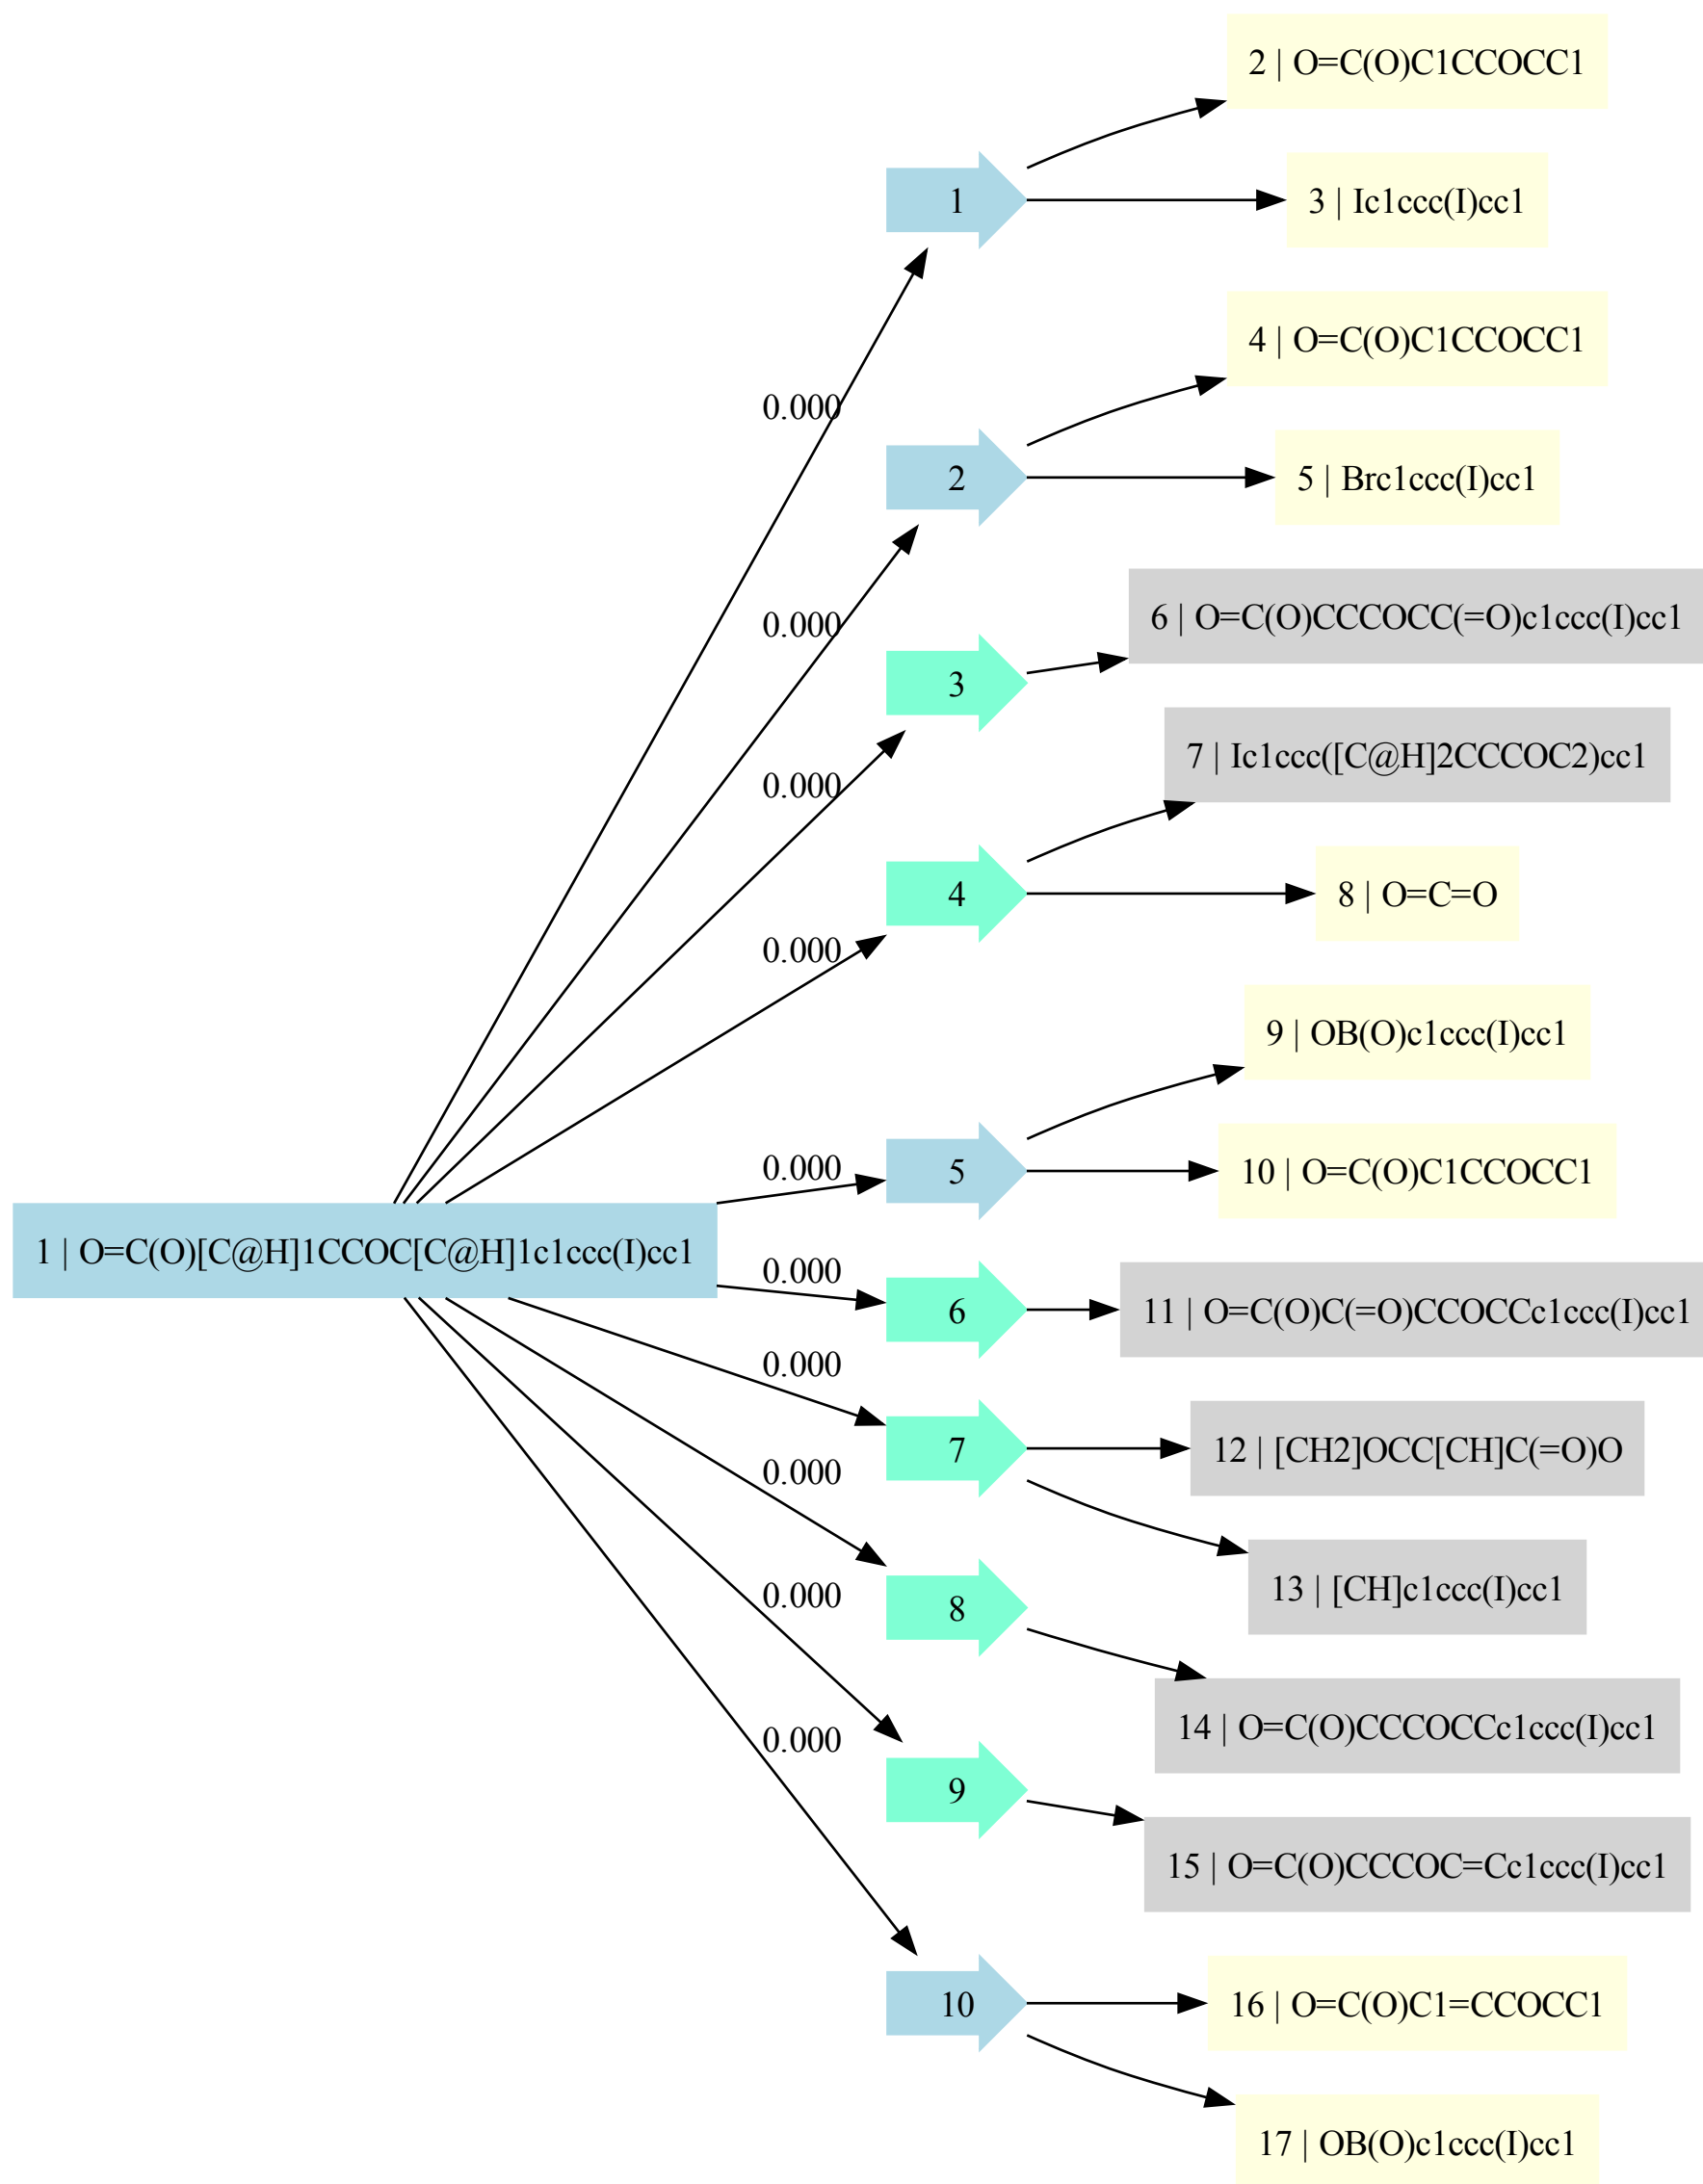 2 | O=C(O)C1CCOCC1
1
3 | Ic1ccc(I)cc1
4 | O=C(O)C1CCOCC1
0.000
2
5 | Brc1ccc(I)cc1
0.000
6 | O=C(O)CCCOCC(=O)c1ccc(I)cc1
3
0.000
7 | Ic1ccc([C@H]2CCCOC2)cc1
4
8 | O=C=O
0.000
9 | OB(O)c1ccc(I)cc1
0.000
5
10 | O=C(O)C1CCOCC1
1 | O=C(O)[C@H]1CCOC[C@H]1c1ccc(I)cc1
0.000
6
11 | O=C(O)C(=O)CCOCCc1ccc(I)cc1
0.000
7
12 | [CH2]OCC[CH]C(=O)O
0.000
13 | [CH]c1ccc(I)cc1
0.000
8
14 | O=C(O)CCCOCCc1ccc(I)cc1
0.000
9
15 | O=C(O)CCCOC=Cc1ccc(I)cc1
10
16 | O=C(O)C1=CCOCC1
17 | OB(O)c1ccc(I)cc1